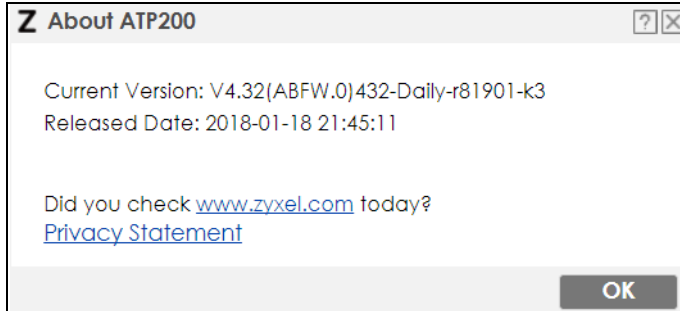 Z About ATP200
Current Version: V4.32(ABFW.0)432-Daily-r81901-k3
Released Date: 2018-01-18 21:45:11
Did you check www.zyxel.com today?
Privacy Statement
OK